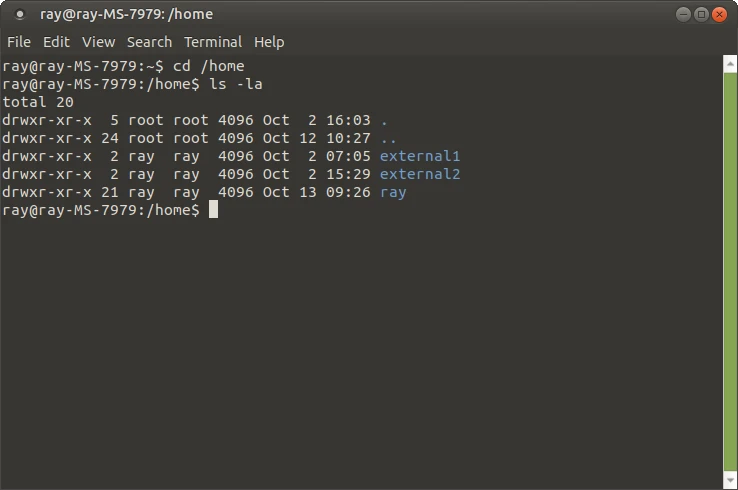 ray@ray-MS-7979: /home
File Edit View Search Terminal Help
ray@ray-MS-7979:~$ cd /home
ray@ray-MS-7979:/home$ ls -la
total 20
drwxr-xr-x  5 root root 4096 Oct  2 16:03 .
drwxr-xr-x 24 root root 4096 Oct 12 10:27 ..
drwxr-xr-x  2 ray  ray  4096 Oct  2 07:05 external1
drwxr-xr-x  2 ray  ray  4096 Oct  2 15:29 external2
drwxr-xr-x 21 ray  ray  4096 Oct 13 09:26 ray
ray@ray-MS-7979:/home$